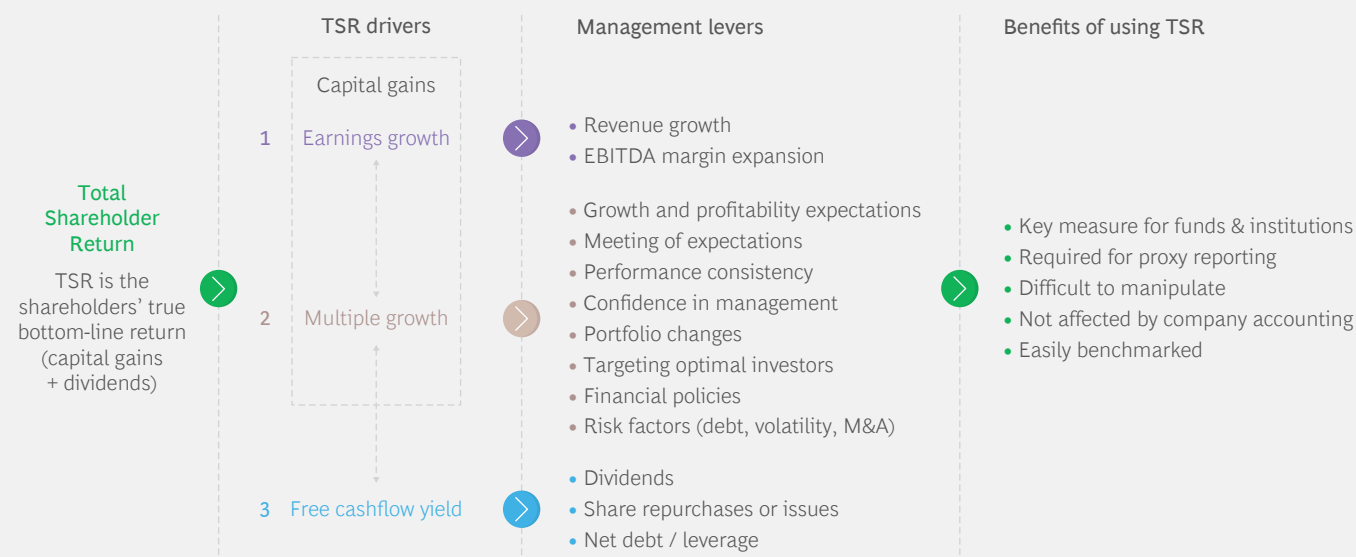 TSR drivers
Management levers
Benefits of using TSR
Total
Shareholder
Return
TSR is the
shareholders’ true
bottom-line return
(capital gains
+ dividends)
Capital gains
1 Earnings growth
2 Multiple growth
3 Free cashflow yield
• Revenue growth
• EBITDA margin expansion
• Growth and profitability expectations
• Meeting of expectations
• Performance consistency
• Confidence in management
• Portfolio changes
• Targeting optimal investors
• Financial policies
• Risk factors (debt, volatility, M&A)
• Dividends
• Share repurchases or issues
• Net debt / leverage
• Key measure for funds & institutions
• Required for proxy reporting
• Difficult to manipulate
• Not affected by company accounting
• Easily benchmarked